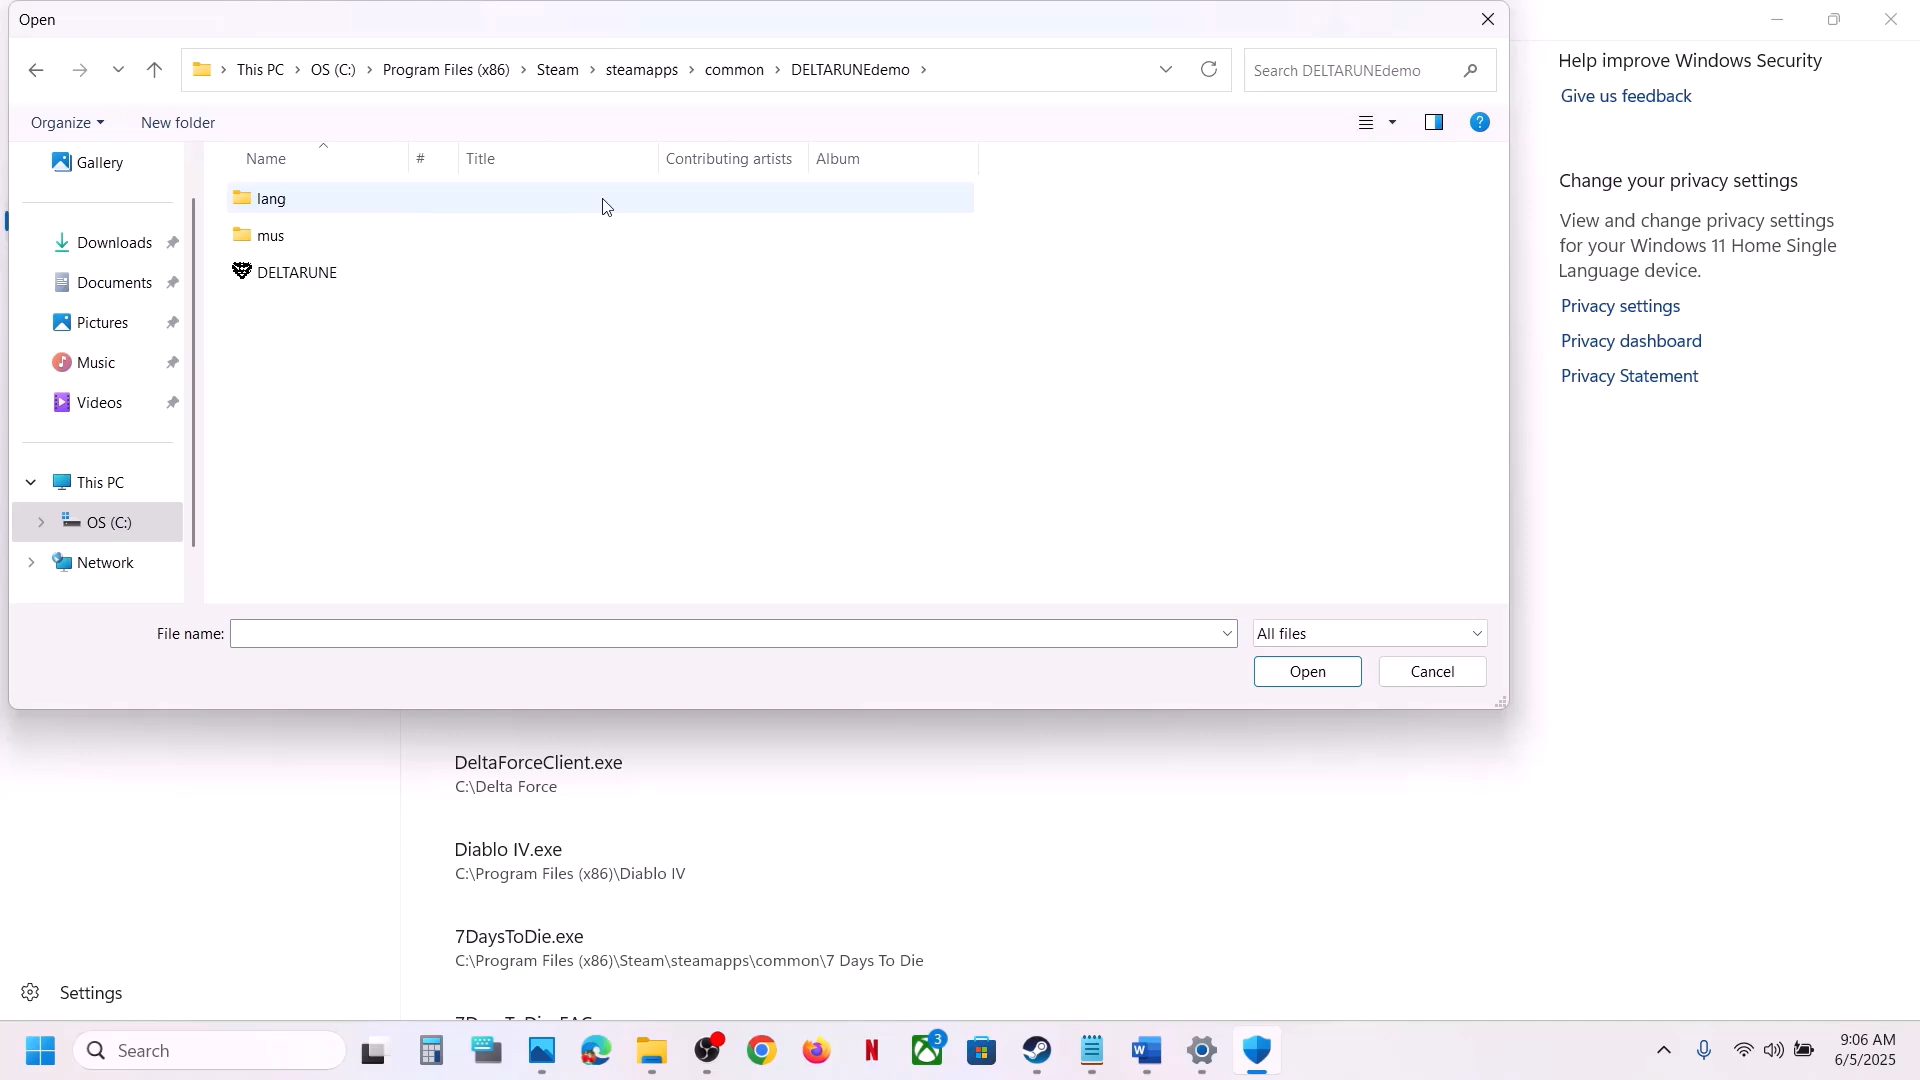 Open
This PC
OS (C:)
Program Files (x86)
Steam
steamapps
common
DELTARUNEdemo
Search DELTARUNEdemo
Organize
New folder
Name
#
Title
Contributing artists
Album
Gallery
Downloads
Documents
Pictures
Music
Videos
This PC
OS (C:)
Network
lang
mus
DELTARUNE
File name:
All files
Open
Cancel
Help improve Windows Security
Give us feedback
Change your privacy settings
View and change privacy settings
for your Windows 11 Home Single
Language device.
Privacy settings
Privacy dashboard
Privacy Statement
DeltaForceClient.exe
C:\Delta Force
Diablo IV.exe
C:\Program Files (x86)\Diablo IV
7DaysToDie.exe
C:\Program Files (x86)\Steam\steamapps\common\7 Days To Die
Settings
Search
3
9:06 AM
6/5/2025